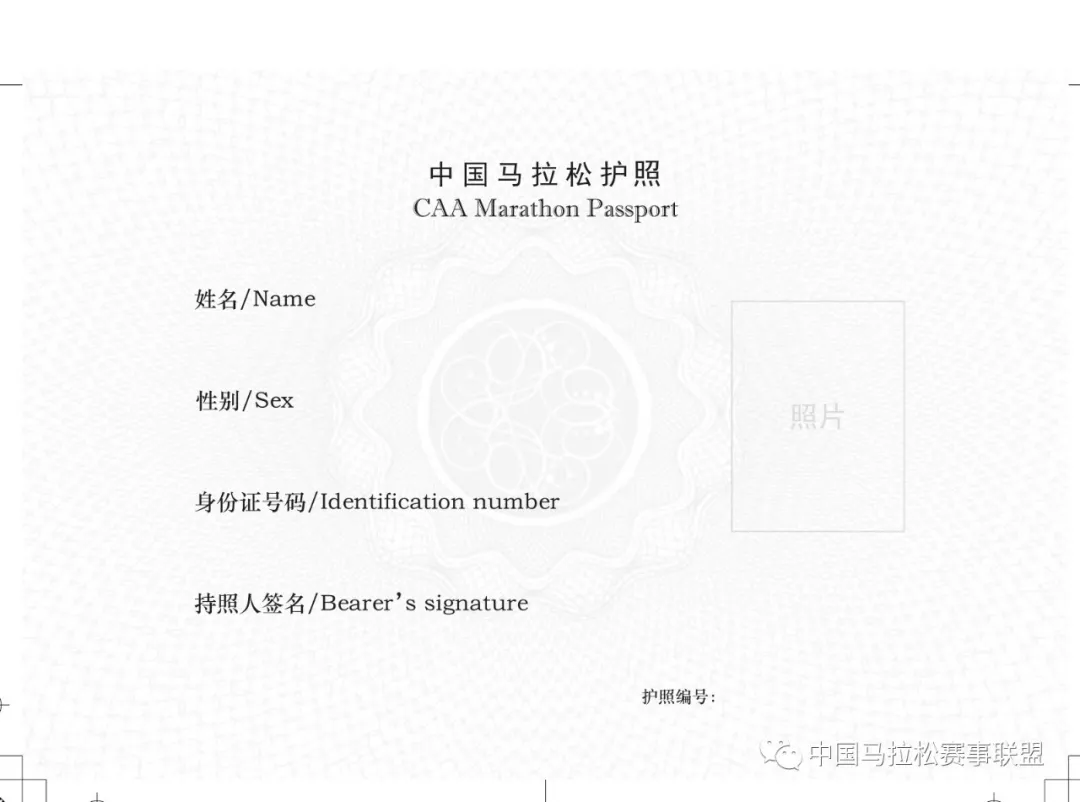 中国马拉松护照
CAA Marathon Passport
姓名/Name
性别/Sex
照片
身份证号码/Identification number
持照人签名/Bearer’s signature
护照编号：
中国马拉松赛事联盟